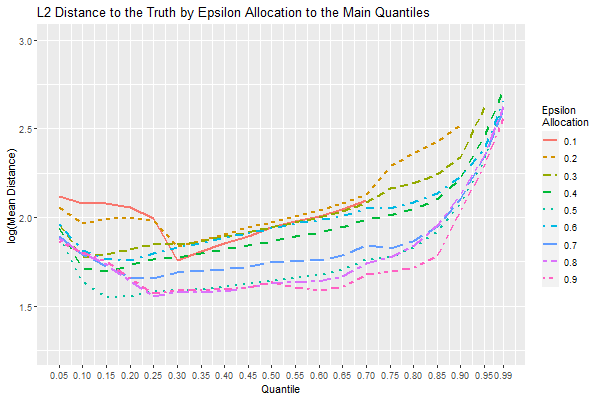 L2 Distance to the Truth by Epsilon Allocation to the Main Quantiles
3.0
2.5
2.0
1.5
log(Mean Distance)
0.05 0.10 0.15 0.20 0.25 0.30 0.35 0.40 0.45 0.50 0.55 0.60 0.65 0.70 0.75 0.80 0.85 0.90 0.95 0.99
Quantile
Epsilon
Allocation
0.1
0.2
0.3
0.4
0.5
0.6
0.7
0.8
0.9